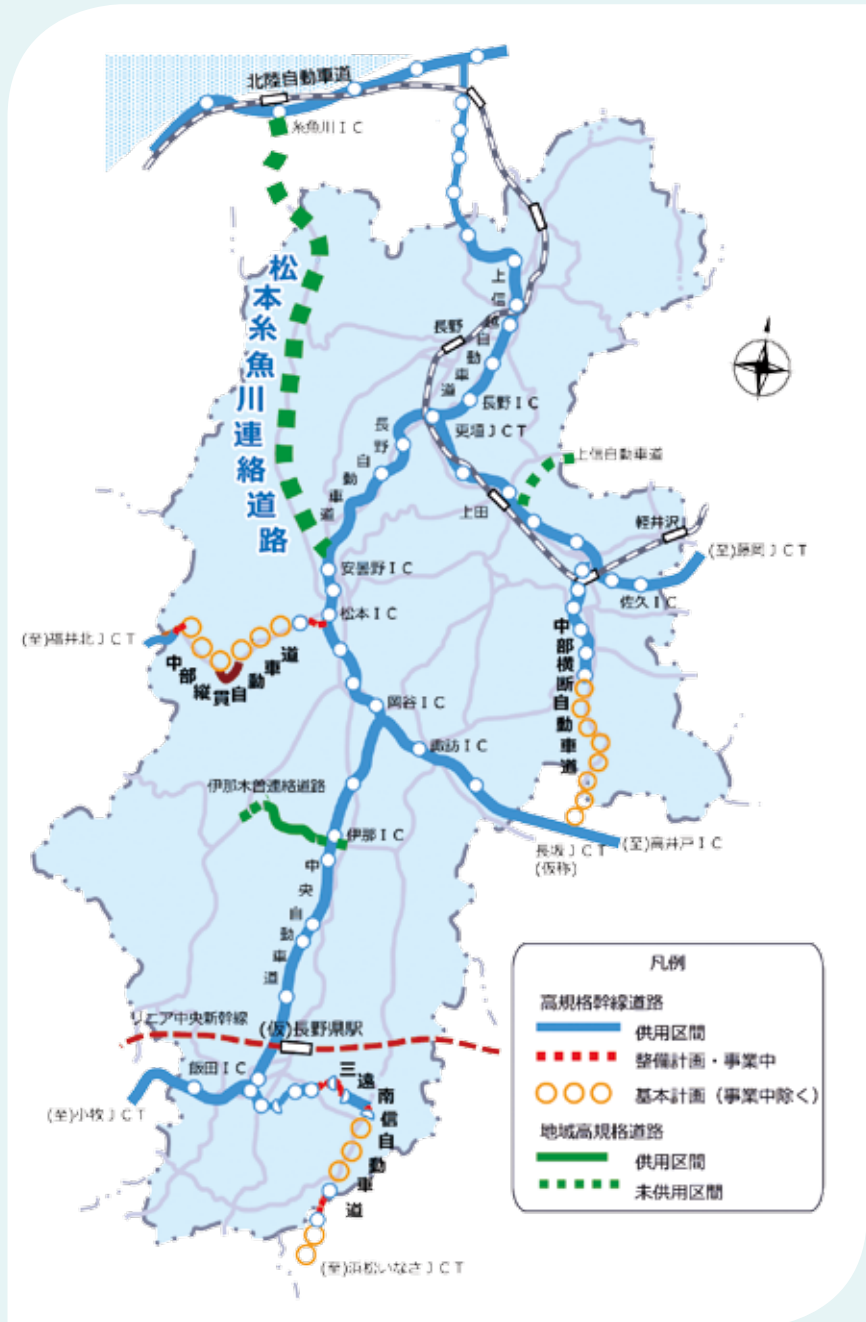 北陸自動車道
糸魚川ＩＣ
松本糸魚川連絡道路
上信越自動車道
長野
長野ＩＣ
更埴ＪＣＴ
長野自動車道
上信自動車道
上田
軽井沢
(至)藤岡ＪＣＴ
佐久ＩＣ
安曇野ＩＣ
松本ＩＣ
(至)福井北ＪＣＴ
中部縦貫自動車道
中部横断自動車道
岡谷ＩＣ
諏訪ＩＣ
伊那木曽連絡道路
伊那ＩＣ
長坂ＪＣＴ
(仮称)
(至)高井戸ＩＣ
中央自動車道
リニア中央新幹線
(仮)長野県駅
飯田ＩＣ
(至)小牧ＪＣＴ
三遠南信自動車道
(至)浜松いなさＪＣＴ
凡例
高規格幹線道路
供用区間
整備計画・事業中
基本計画（事業中除く）
地域高規格道路
供用区間
未供用区間